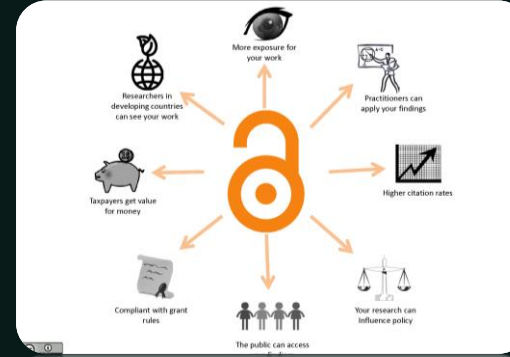 More exposure for
your work
Practitioners can
apply your findings
Higher citation rates
Your research can
Influence policy
The public can access
Compliant with grant
rules
Taxpayers get value
for money
Researchers in
developing countries
can see your work